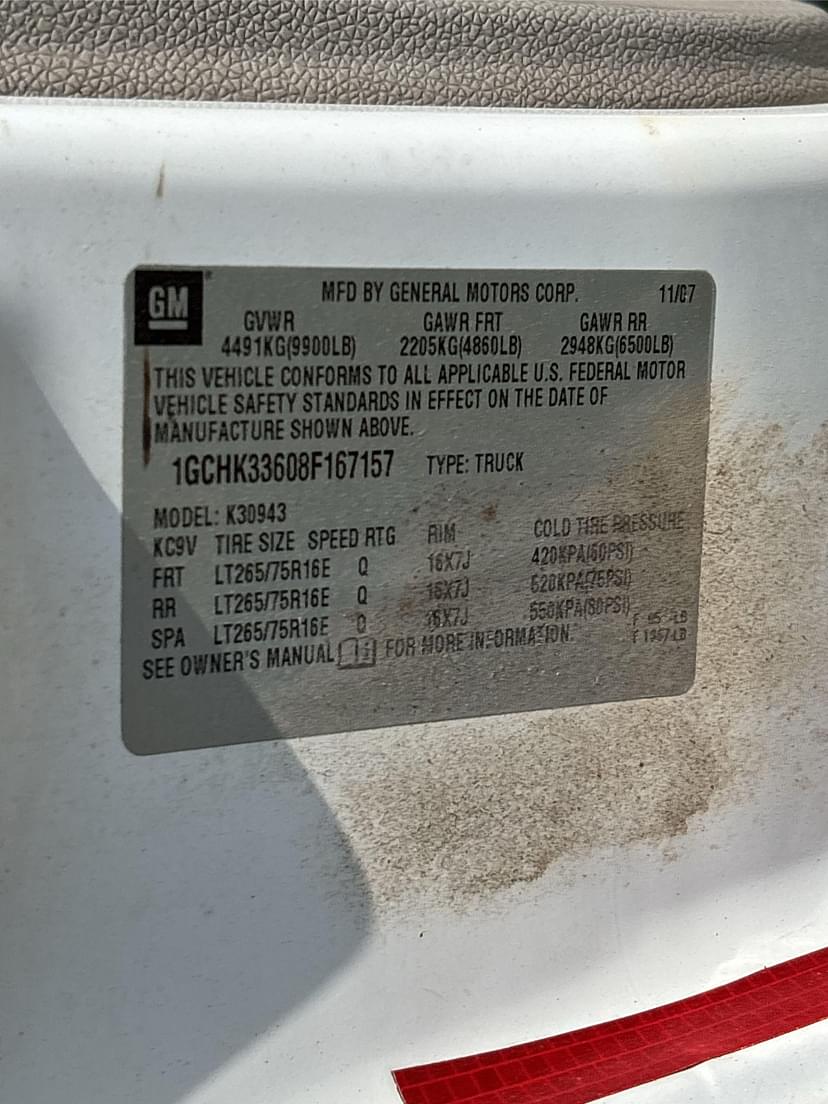 GM
MFD BY GENERAL MOTORS CORP. 11/07
GVWR GAWR FRT GAWR RR
4491KG(9900LB) 2205KG(4860LB) 2948KG(6500LB)
THIS VEHICLE CONFORMS TO ALL APPLICABLE U.S. FEDERAL MOTOR
VEHICLE SAFETY STANDARDS IN EFFECT ON THE DATE OF
MANUFACTURE SHOWN ABOVE.
1GCHK33608F167157 TYPE: TRUCK
MODEL: K30943
KC9V TIRE SIZE SPEED RTG RIM COLD TIRE PRESSURE
FRT LT265/75R16E Q 16X7J 420KPA(60PSI)
RR LT265/75R16E Q 16X7J 520KPA(75PSI)
SPA LT265/75R16E Q 16X7J 550KPA(80PSI)
SEE OWNER'S MANUAL FOR MORE INFORMATION.